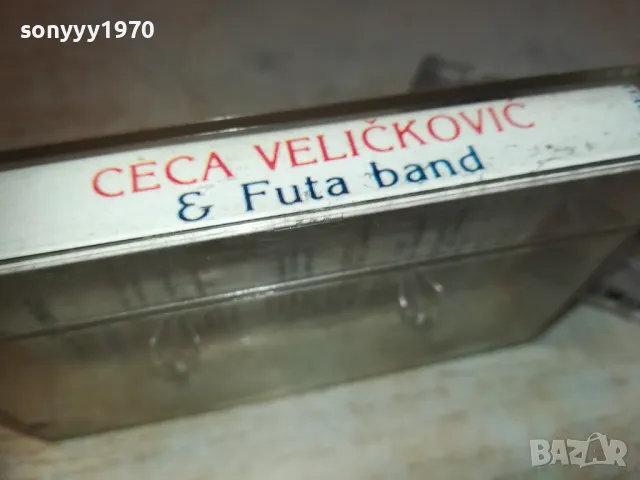 sonyyy1970
CECA VELIČKOVIĆ
& Futa band
BAZAR